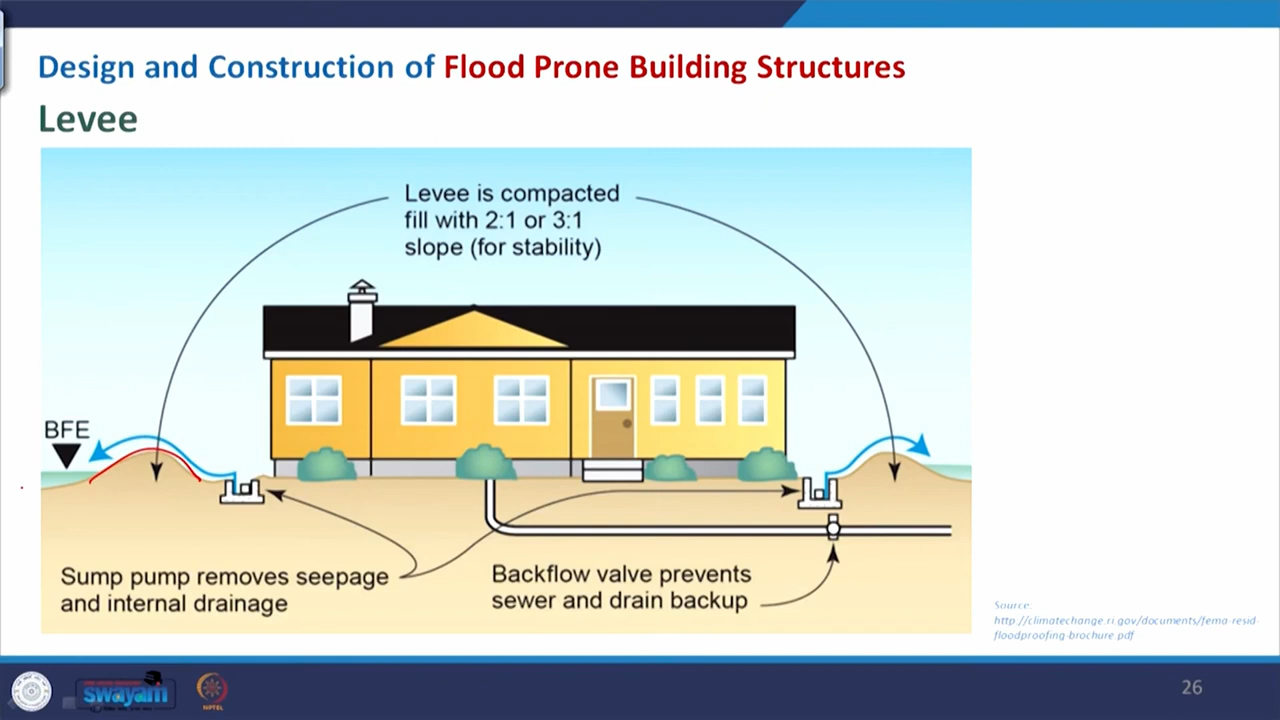 Design and Construction of Flood Prone Building Structures
Levee
Levee is compacted
fill with 2:1 or 3:1
slope (for stability)
BFE
Sump pump removes seepage
and internal drainage
Backflow valve prevents
sewer and drain backup
Source:
http://climatechange.ri.gov/documents/fema-resid-
floodproofing-brochure.pdf
swayam
NPTEL
26